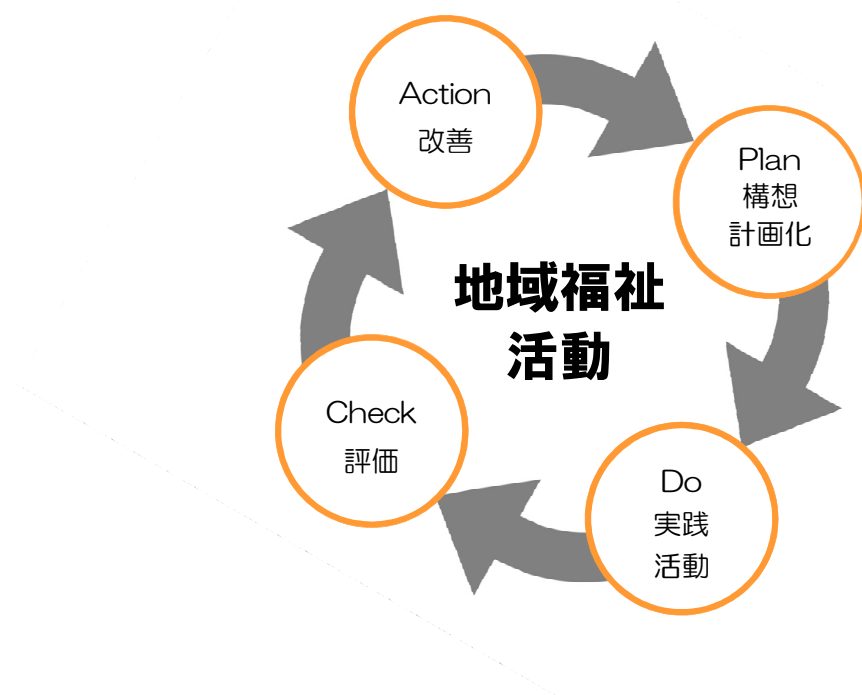 Action
改善
Plan
構想
計画化
地域福祉
活動
Check
評価
Do
実践
活動